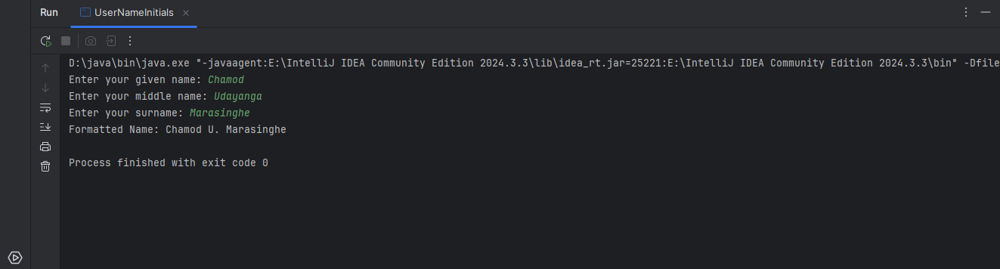 Run UserNameInitials
D:\java\bin\java.exe "-javaagent:E:\IntelliJ IDEA Community Edition 2024.3.3\lib\idea_rt.jar=25221:E:\IntelliJ IDEA Community Edition 2024.3.3\bin" -Dfile
Enter your given name: Chamod
Enter your middle name: Udayanga
Enter your surname: Marasinghe
Formatted Name: Chamod U. Marasinghe
Process finished with exit code 0